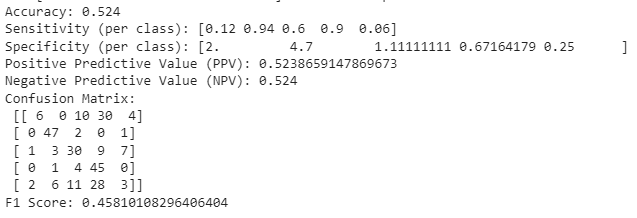 Accuracy: 0.524
Sensitivity (per class): [0.12 0.94 0.6  0.9  0.06]
Specificity (per class): [2.         4.7        1.11111111 0.67164179 0.25      ]
Positive Predictive Value (PPV): 0.5238659147869673
Negative Predictive Value (NPV): 0.524
Confusion Matrix:
 [[ 6  0 10 30  4]
 [ 0 47  2  0  1]
 [ 1  3 30  9  7]
 [ 0  1  4 45  0]
 [ 2  6 11 28  3]]
F1 Score: 0.45810108296406404